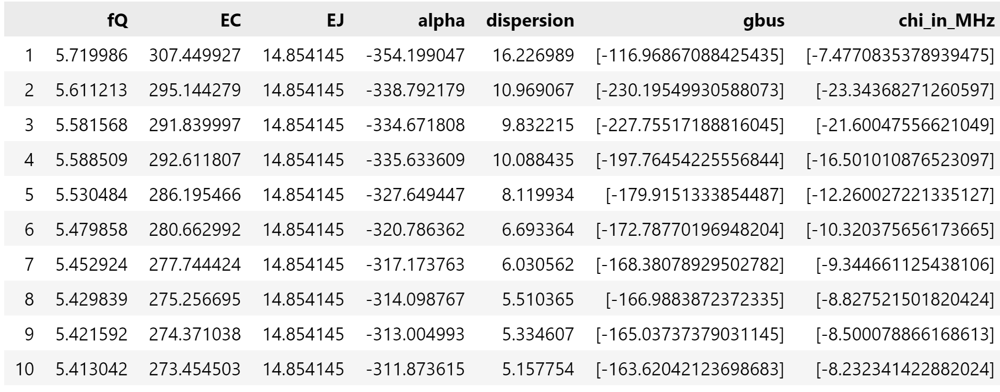 fQ EC EJ alpha dispersion gbus chi_in_MHz
1 5.719986 307.449927 14.854145 -354.199047 16.226989 [-116.96867088425435] [-7.4770835378939475]
2 5.611213 295.144279 14.854145 -338.792179 10.969067 [-230.19549930588073] [-23.34368271260597]
3 5.581568 291.839997 14.854145 -334.671808 9.832215 [-227.75517188816045] [-21.60047556621049]
4 5.588509 292.611807 14.854145 -335.633609 10.088435 [-197.76454225556844] [-16.501010876523097]
5 5.530484 286.195466 14.854145 -327.649447 8.119934 [-179.9151333854487] [-12.260027221335127]
6 5.479858 280.662992 14.854145 -320.786362 6.693364 [-172.78770196948204] [-10.320375656173665]
7 5.452924 277.744424 14.854145 -317.173763 6.030562 [-168.38078929502782] [-9.344661125438106]
8 5.429839 275.256695 14.854145 -314.098767 5.510365 [-166.9883872372335] [-8.827521501820424]
9 5.421592 274.371038 14.854145 -313.004993 5.334607 [-165.03737379031145] [-8.500078866168613]
10 5.413042 273.454503 14.854145 -311.873615 5.157754 [-163.62042123698683] [-8.232341422882024]